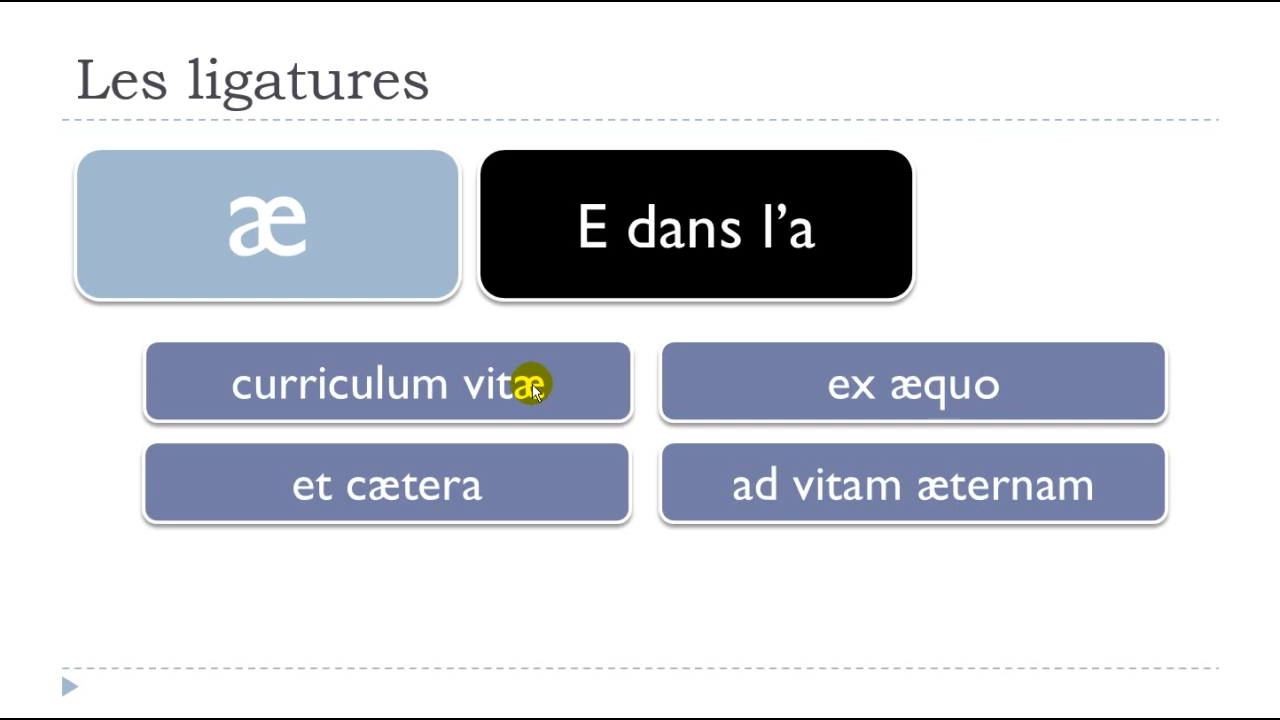 Les ligatures
æ
E dans l’a
curriculum vitæ
ex æquo
et cætera
ad vitam æternam